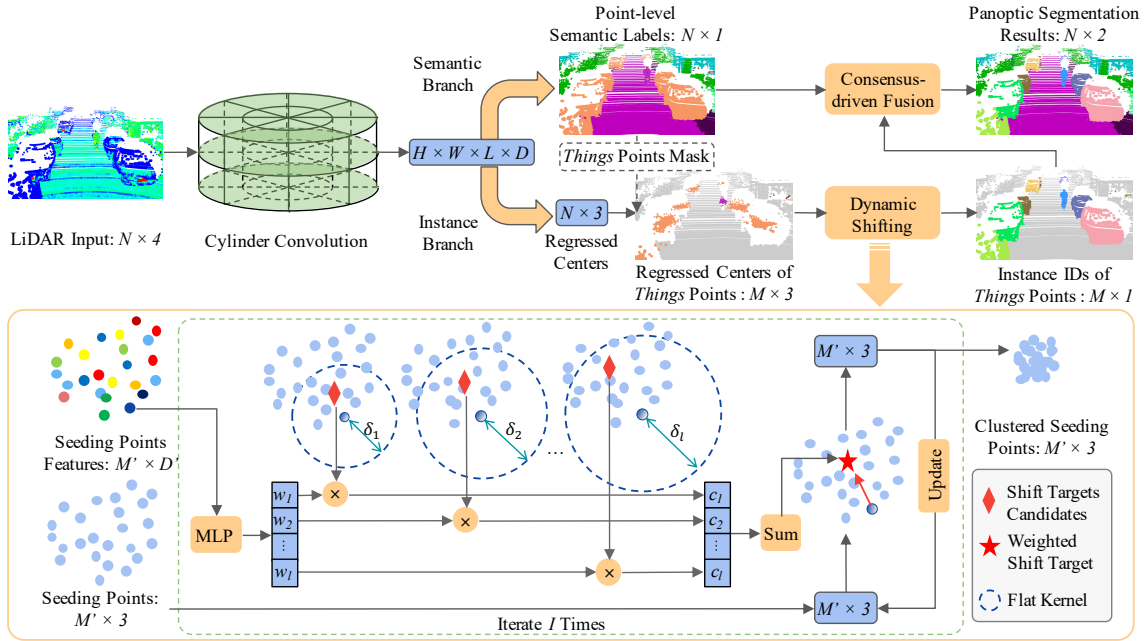 Point-level
Semantic Labels: N × 1
Panoptic Segmentation
Results: N × 2
Semantic
Branch
Consensus-
driven Fusion
H × W × L × D
Things Points Mask
Instance
Branch
N × 3
Dynamic
Shifting
LiDAR Input: N × 4
Cylinder Convolution
Regressed
Centers
Regressed Centers of
Things Points : M × 3
Instance IDs of
Things Points : M × 1
Seeding Points
Features: M' × D'
δ1
δ2
...
δl
M' × 3
Clustered Seeding
Points: M' × 3
Update
w1
w2
⋮
wl
×
×
×
c1
c2
⋮
cl
MLP
Sum
Shift Targets
Candidates
Weighted
Shift Target
Flat Kernel
Seeding Points:
M' × 3
M' × 3
Iterate I Times